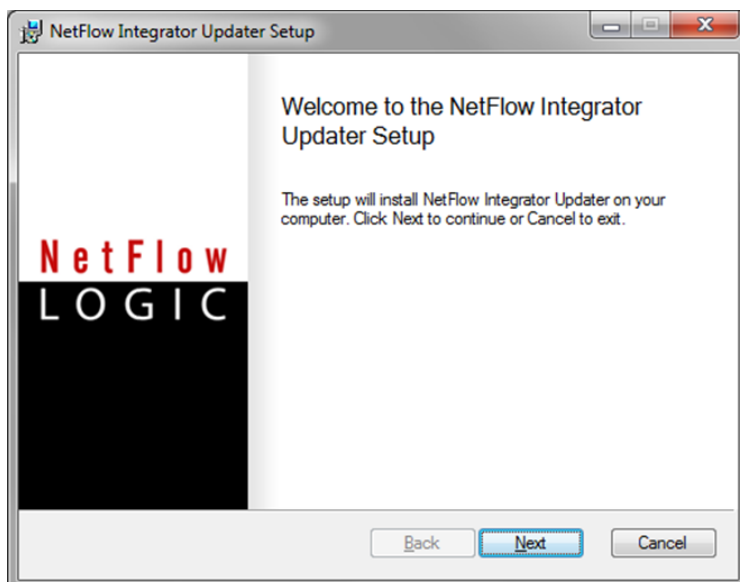 NetFlow Integrator Updater Setup
Welcome to the NetFlow Integrator
Updater Setup
The setup will install NetFlow Integrator Updater on your
computer. Click Next to continue or Cancel to exit.
NetFlow
LOGIC
Back
Next
Cancel